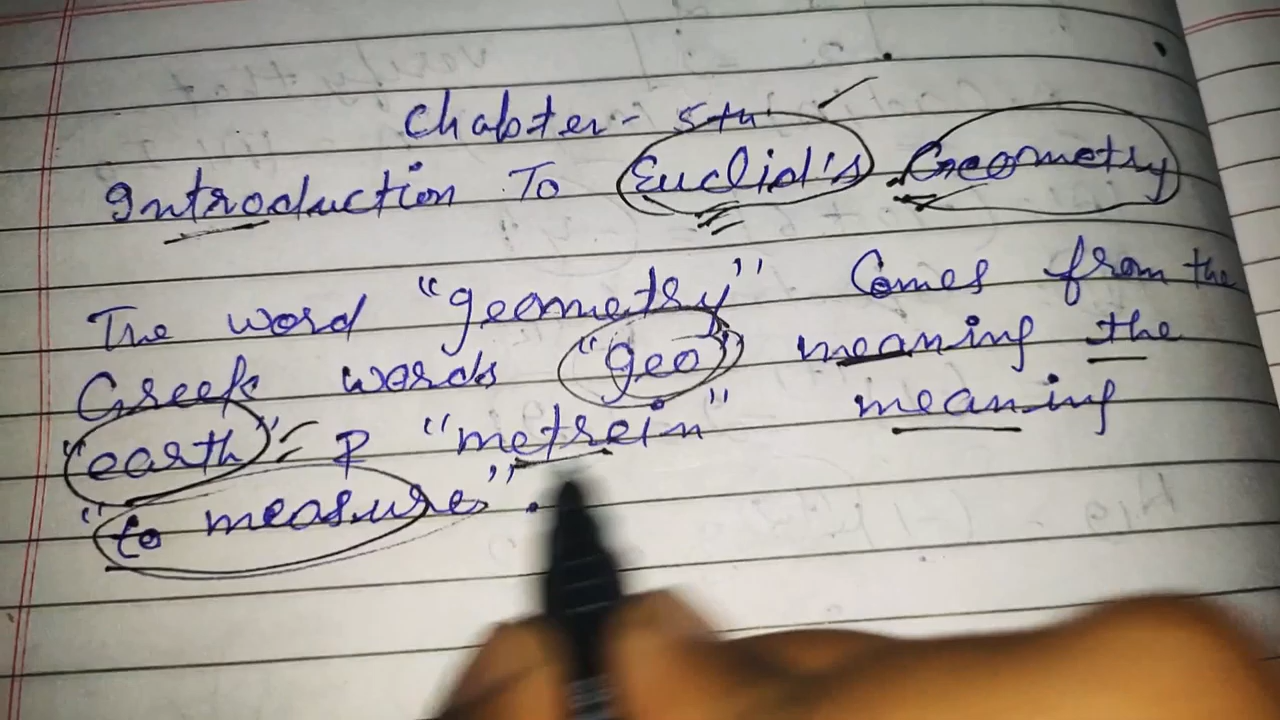 Chabter - 5th
Introduction To Euclid's Geometry
The word "geometry" Comes from the
Greek words "geo" meaning the
"earth" & "metrein" meaning
"to measure".